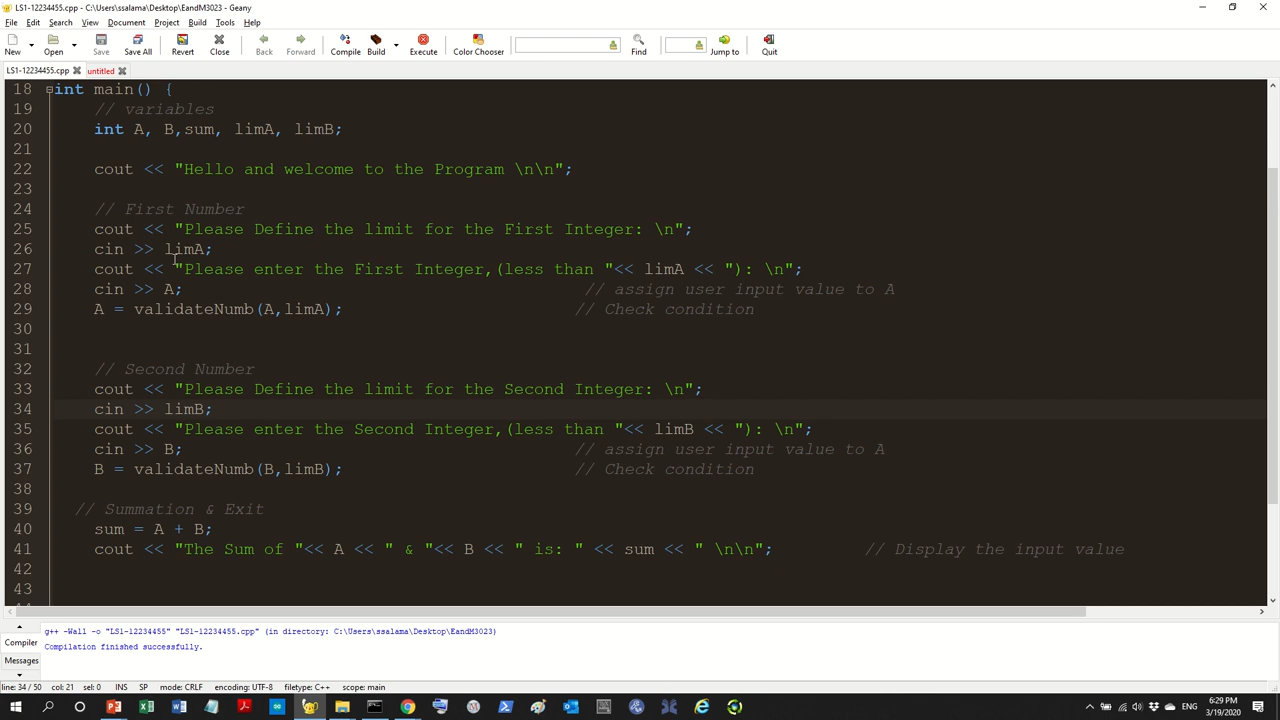 LS1-12234455.cpp - C:\Users\ssalama\Desktop\EandM3023 - Geany
File Edit Search View Document Project Build Tools Help
New Open Save Save All Revert Close Back Forward Compile Build Execute Color Chooser Find Jump to Quit
LS1-12234455.cpp untitled
18 int main() {
19 // variables
20 int A, B,sum, limA, limB;
21
22 cout << "Hello and welcome to the Program \n\n";
23
24 // First Number
25 cout << "Please Define the limit for the First Integer: \n";
26 cin >> limA;
27 cout << "Please enter the First Integer,(less than "<< limA << "): \n";
28 cin >> A; // assign user input value to A
29 A = validateNumb(A,limA); // Check condition
30
31
32 // Second Number
33 cout << "Please Define the limit for the Second Integer: \n";
34 cin >> limB;
35 cout << "Please enter the Second Integer,(less than "<< limB << "): \n";
36 cin >> B; // assign user input value to A
37 B = validateNumb(B,limB); // Check condition
38
39 // Summation & Exit
40 sum = A + B;
41 cout << "The Sum of "<< A << " & "<< B << " is: " << sum << " \n\n"; // Display the input value
42
43
g++ -Wall -o "LS1-12234455" "LS1-12234455.cpp" (in directory: C:\Users\ssalama\Desktop\EandM3023)
Compiler Compilation finished successfully.
Messages
line: 34 / 50 col: 21 sel: 0 INS SP mode: CRLF encoding: UTF-8 filetype: C++ scope: main
6:29 PM
3/19/2020